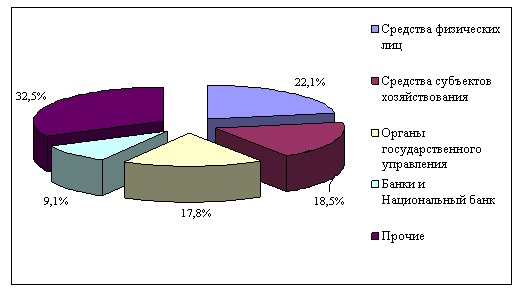 32,5%
22,1%
9,1%
17,8%
18,5%
Средства физических
лиц
Средства субъектов
хозяйствования
Органы
государственного
управления
Банки и
Национальный банк
Прочие